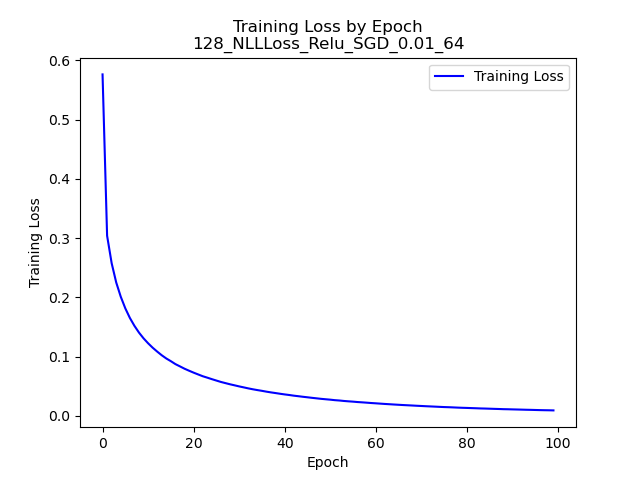 Training Loss by Epoch
128_NLLLoss_Relu_SGD_0.01_64
Training Loss
Training Loss
0.6
0.5
0.4
0.3
0.2
0.1
0.0
0 20 40 60 80 100
Epoch